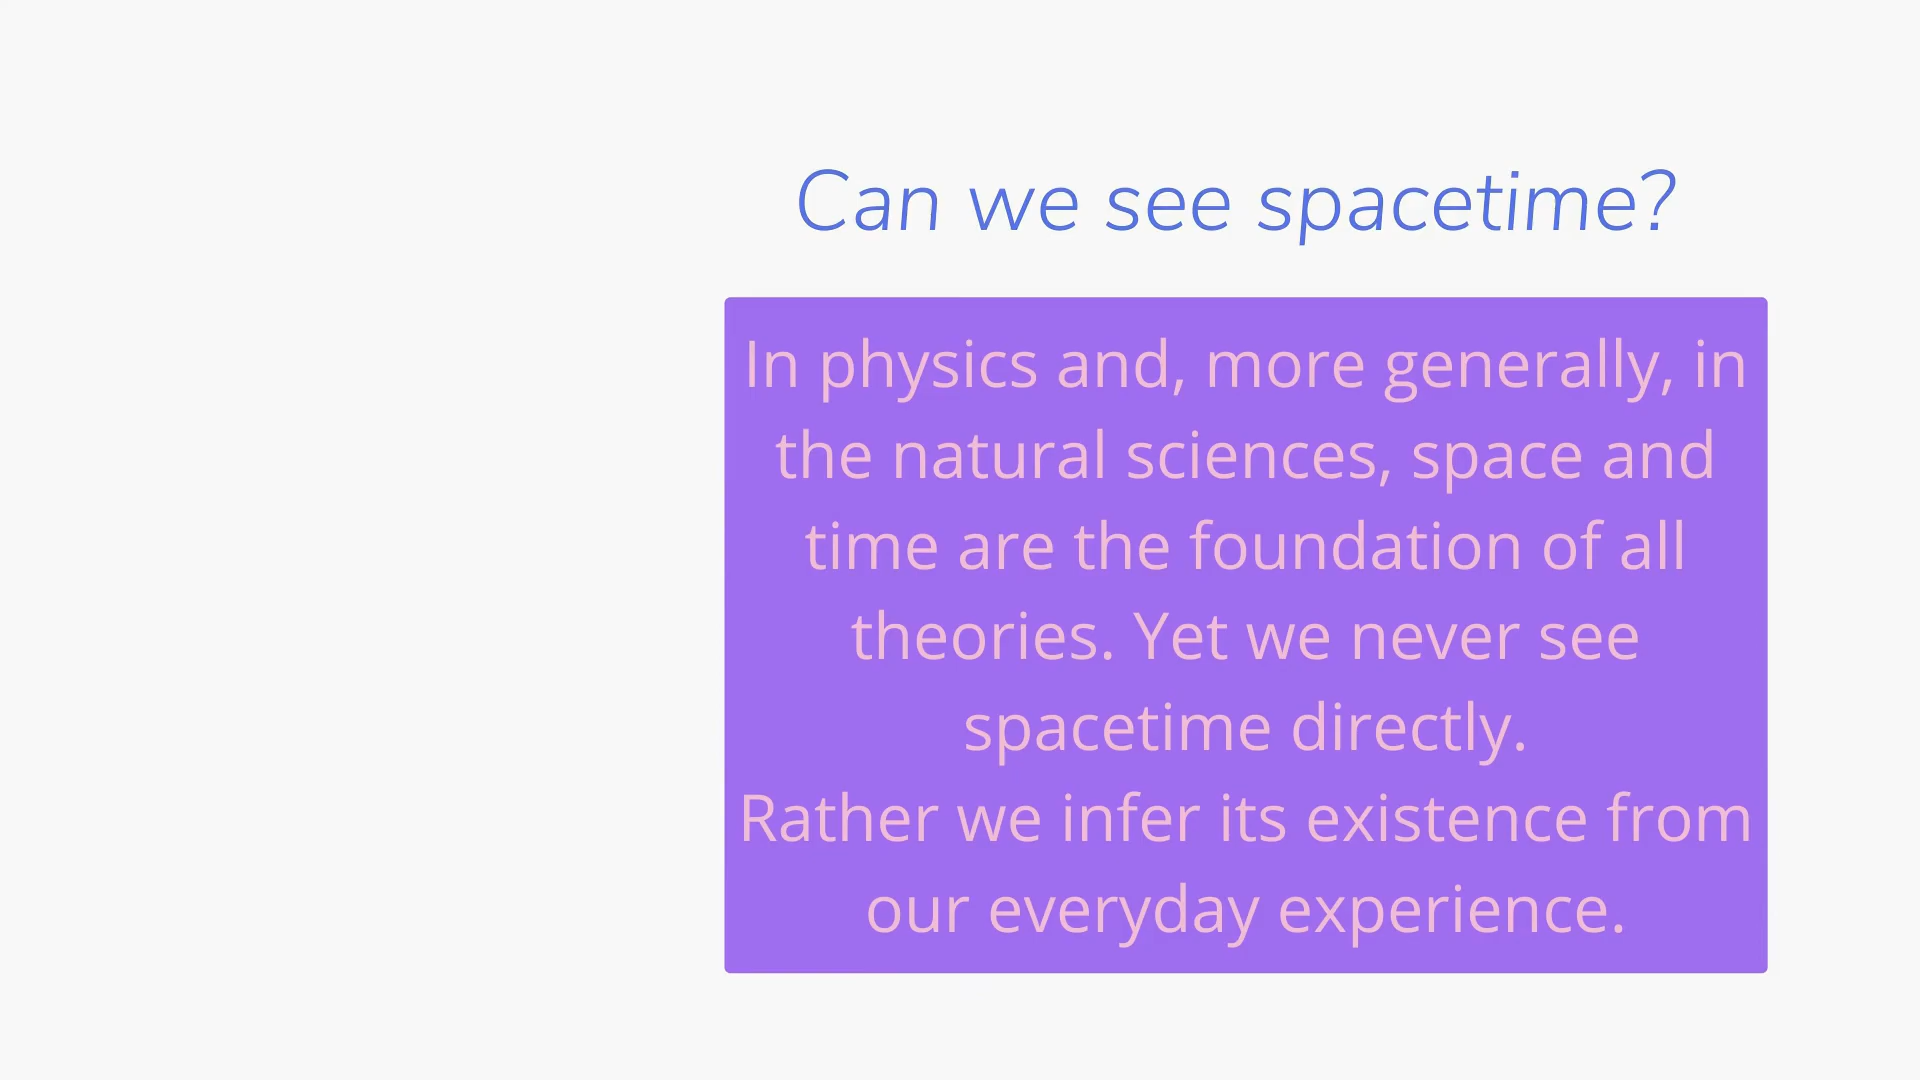 Can we see spacetime?
In physics and, more generally, in
the natural sciences, space and
time are the foundation of all
theories. Yet we never see
spacetime directly.
Rather we infer its existence from
our everyday experience.